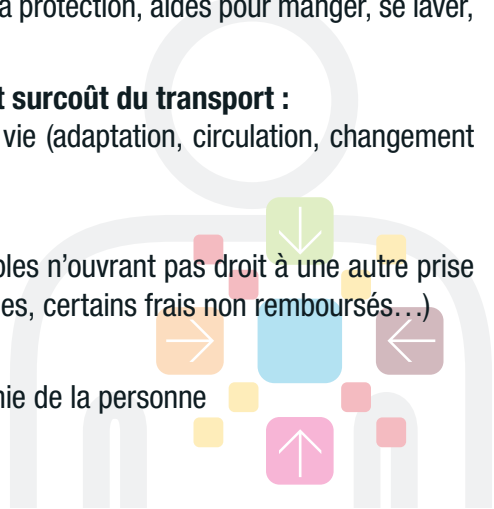 a protection, aides pour manger, se laver,
t surcoût du transport :
vie (adaptation, circulation, changement
bles n’ouvrant pas droit à une autre prise
es, certains frais non remboursés…)
nie de la personne